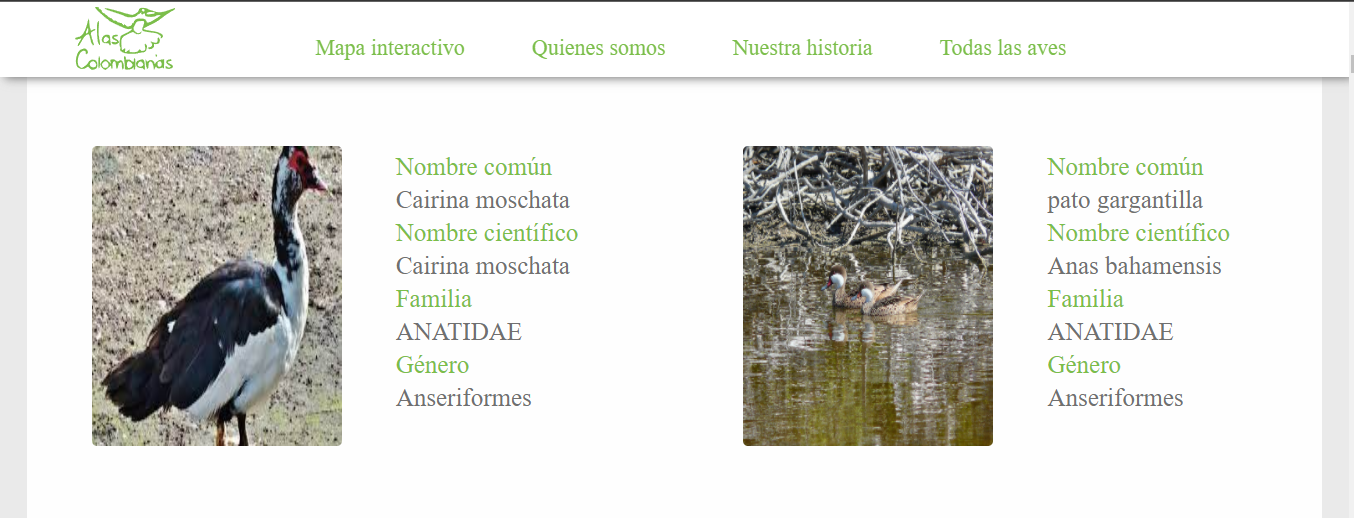 Alas
Colombianas
Mapa interactivo
Quienes somos
Nuestra historia
Todas las aves
Nombre común
Cairina moschata
Nombre científico
Cairina moschata
Familia
ANATIDAE
Género
Anseriformes
Nombre común
pato gargantilla
Nombre científico
Anas bahamensis
Familia
ANATIDAE
Género
Anseriformes